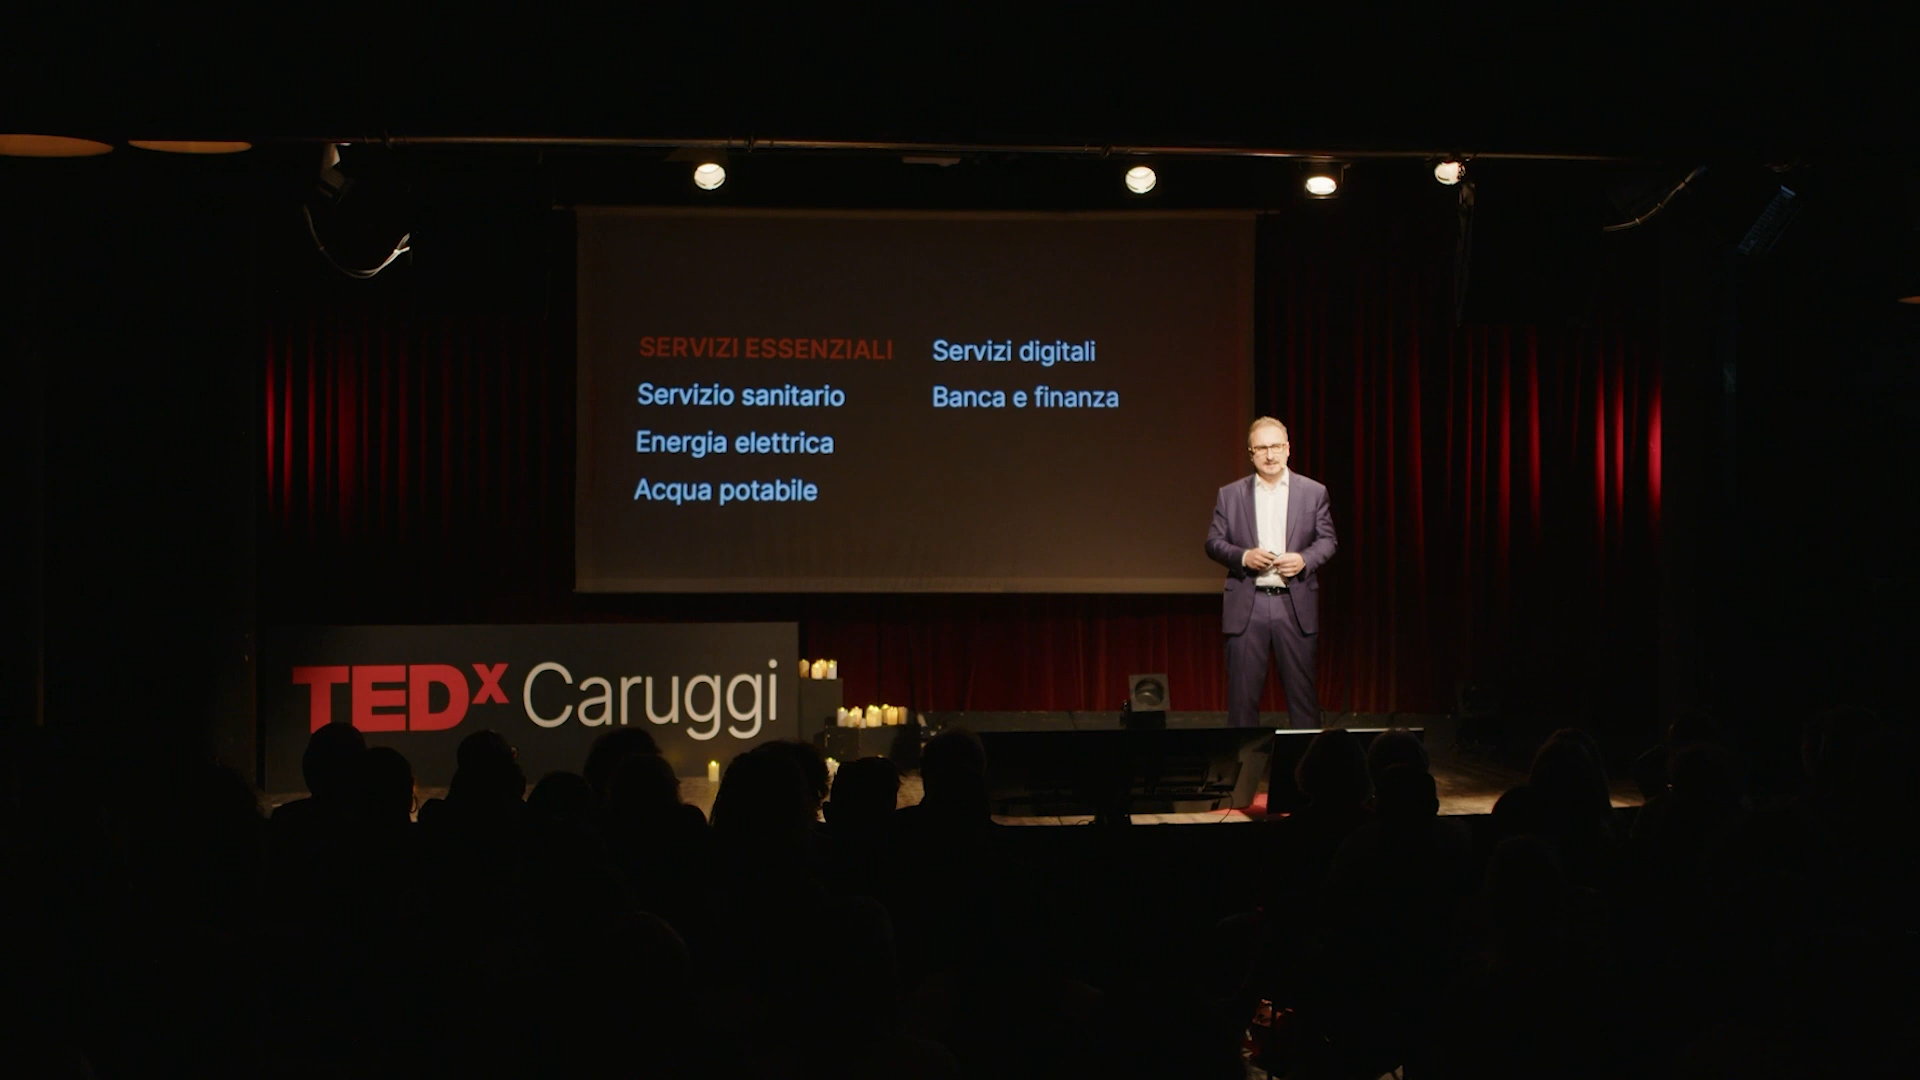 SERVIZI ESSENZIALI
Servizio sanitario
Energia elettrica
Acqua potabile
Servizi digitali
Banca e finanza
TEDx Caruggi